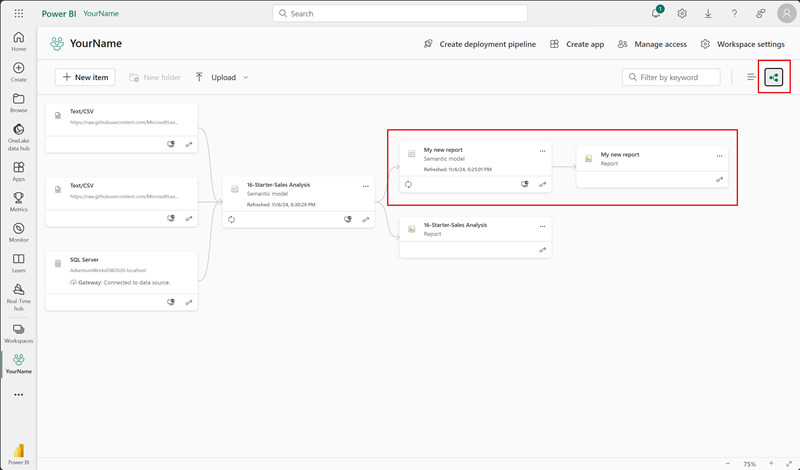 Power BI YourName
Search
1
Home
Create
Browse
OneLake
data hub
Apps
Metrics
Monitor
Learn
Real-Time
hub
Workspaces
YourName
Power BI
YourName
Create deployment pipeline
Create app
Manage access
Workspace settings
New item
New folder
Upload
Filter by keyword
Text/CSV
https://raw.githubusercontent.com/MicrosoftLea...
Text/CSV
https://raw.githubusercontent.com/MicrosoftLea...
SQL Server
AdventureWorksDW2020-localhost
Gateway: Connected to data source.
16-Starter-Sales Analysis
Semantic model
Refreshed: 11/6/24, 6:30:29 PM
My new report
Semantic model
Refreshed: 11/6/24, 6:25:01 PM
My new report
Report
16-Starter-Sales Analysis
Report
75%